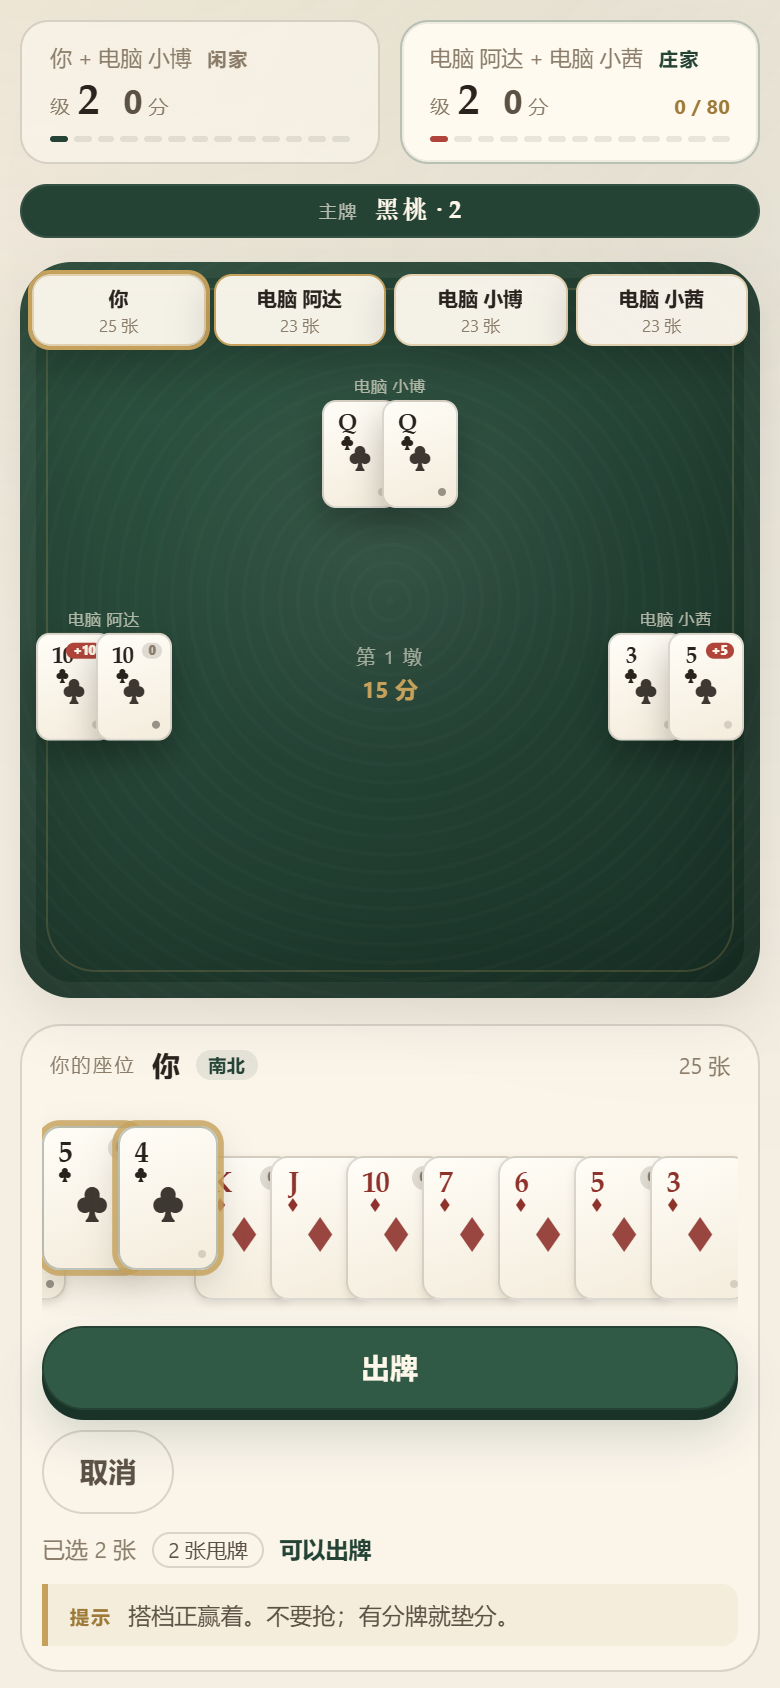 你 + 电脑 小博 闲家
级 2 0 分
电脑 阿达 + 电脑 小茜 庄家
级 2 0 分 0 / 80
主牌 黑桃 · 2
你
25 张
电脑 阿达
23 张
电脑 小博
23 张
电脑 小茜
23 张
电脑 小博
Q Q
电脑 阿达
10 +10 10 0
第 1 墩
15 分
电脑 小茜
3 5 +5
你的座位 你 南北 25 张
5 4 K J 10 7 6 5 3
出牌
取消
已选 2 张 2 张甩牌 可以出牌
提示 搭档正赢着。不要抢；有分牌就垫分。